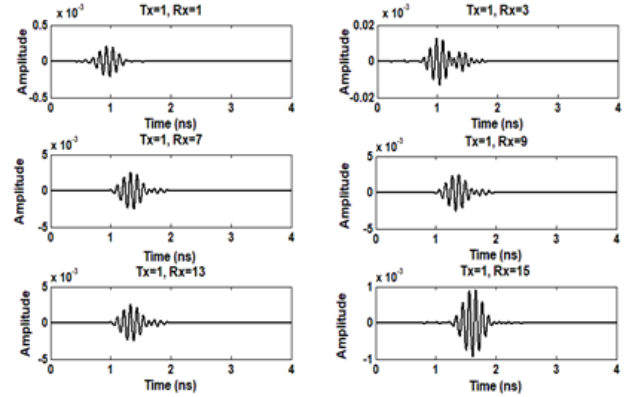 x 10⁻³ Tx=1, Rx=1
0.5
0
-0.5
Amplitude
0 1 2 3 4
Time (ns)
x 10⁻³ Tx=1, Rx=3
0.02
0
-0.02
Amplitude
0 1 2 3 4
Time (ns)
x 10⁻³ Tx=1, Rx=7
5
0
-5
Amplitude
0 1 2 3 4
Time (ns)
x 10⁻³ Tx=1, Rx=9
5
0
-5
Amplitude
0 1 2 3 4
Time (ns)
x 10⁻³ Tx=1, Rx=13
5
0
-5
Amplitude
0 1 2 3 4
Time (ns)
x 10⁻³ Tx=1, Rx=15
1
0
-1
Amplitude
0 1 2 3 4
Time (ns)